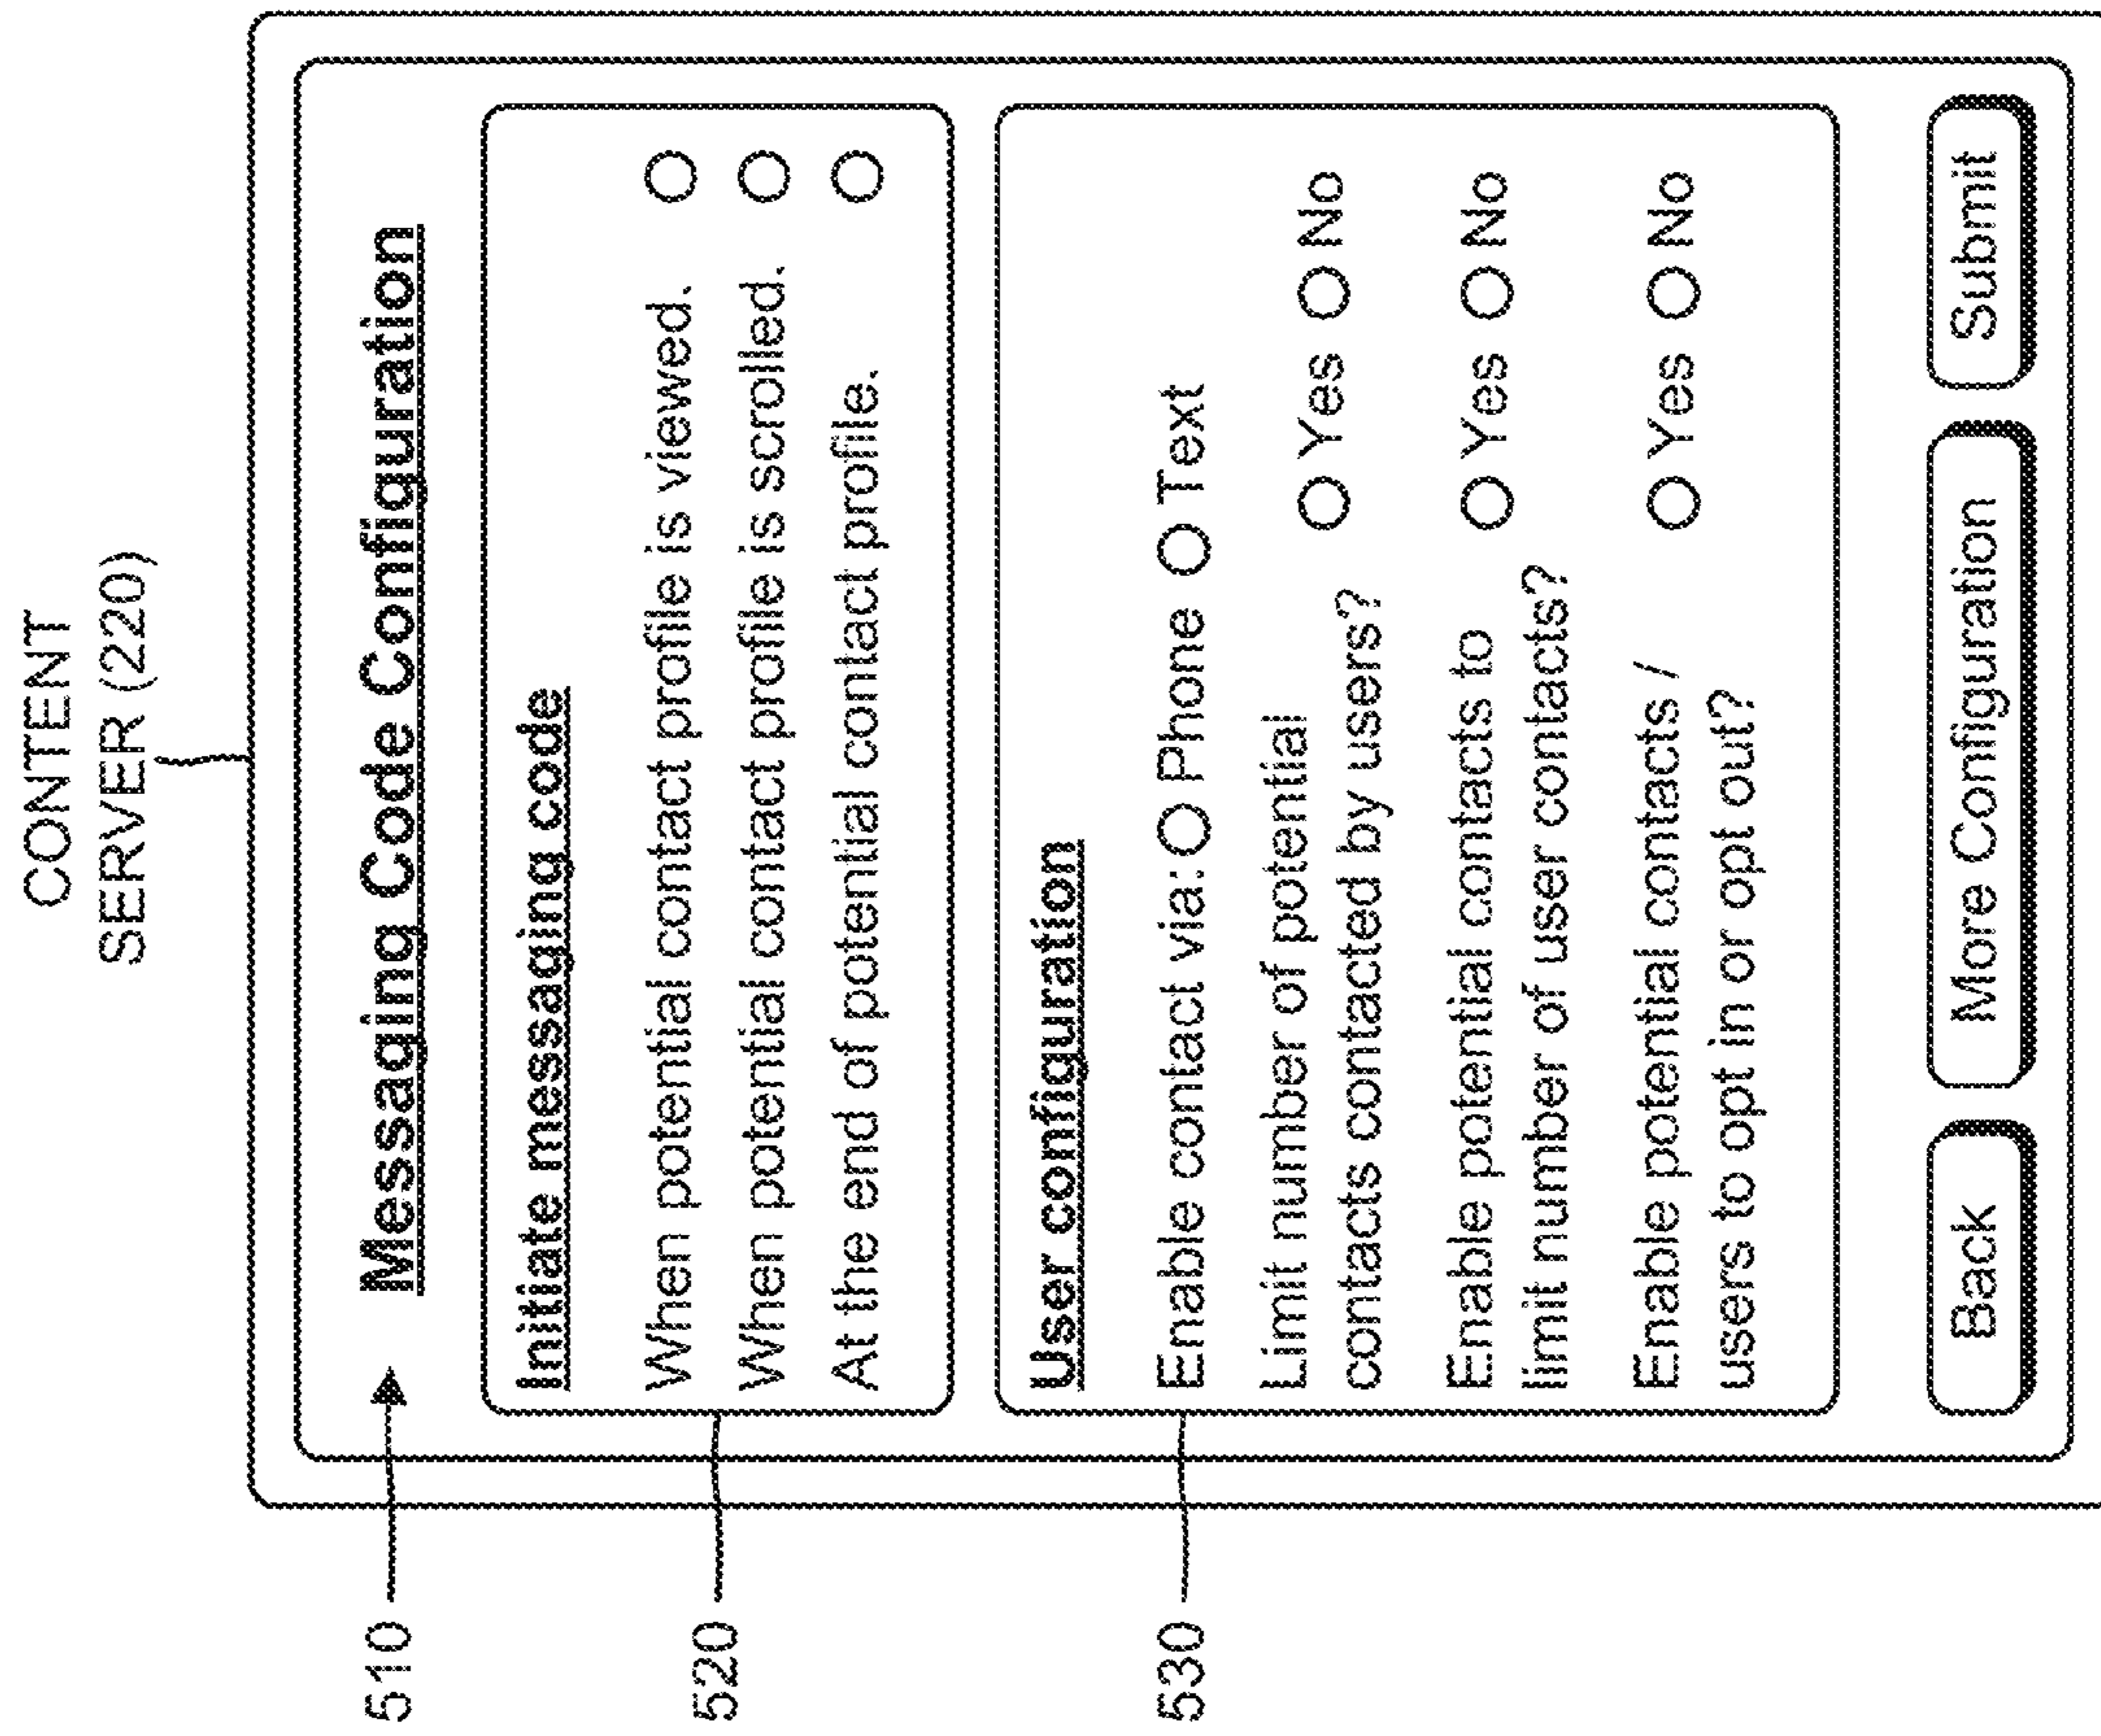 CONTENT
SERVER (220)
510
Messaging Code Configuration
520
Initiate messaging code
When potential contact profile is viewed.
When potential contact profile is scrolled.
At the end of potential contact profile.
530
User configuration
Enable contact via: Phone Text
Limit number of potential
contacts contacted by users? Yes No
Enable potential contacts to
limit number of user contacts? Yes No
Enable potential contacts /
users to opt in or opt out? Yes No
Back More Configuration Submit